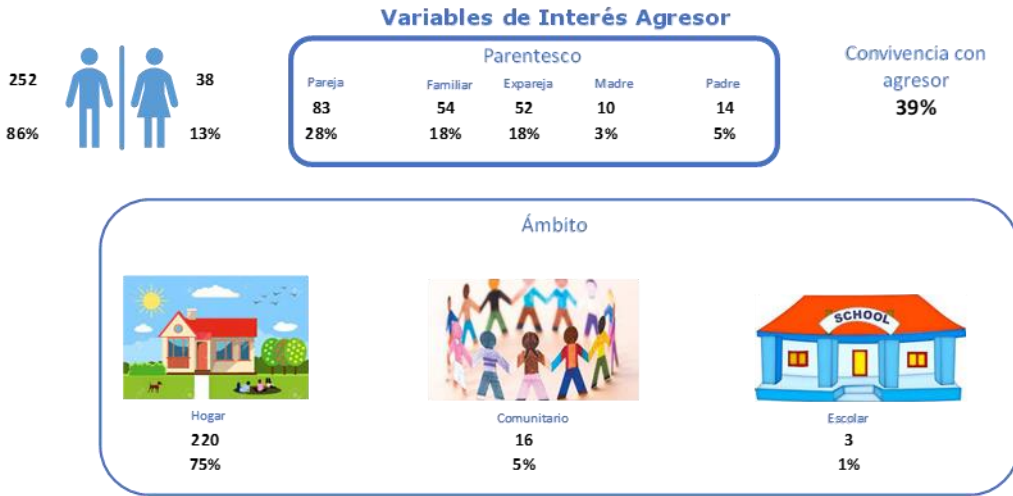 Variables de Interés Agresor
252 38
86% 13%
Parentesco
Pareja Familiar Expareja Madre Padre
83 54 52 10 14
28% 18% 18% 3% 5%
Convivencia con
agresor
39%
Ámbito
SCHOOL
Hogar Comunitario Escolar
220 16 3
75% 5% 1%